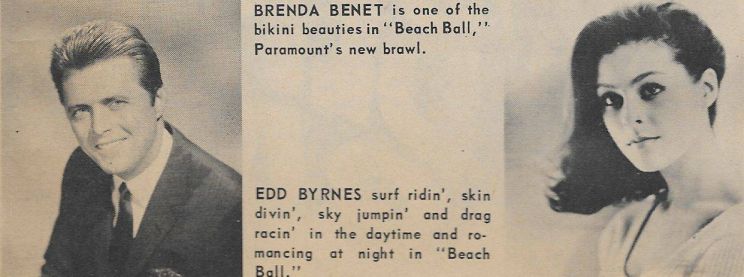 BRENDA BENET is one of the
bikini beauties in "Beach Ball,"
Paramount's new brawl.
EDD BYRNES surf ridin', skin
divin', sky jumpin' and drag
racin' in the daytime and ro-
mancing at night in "Beach
Ball."